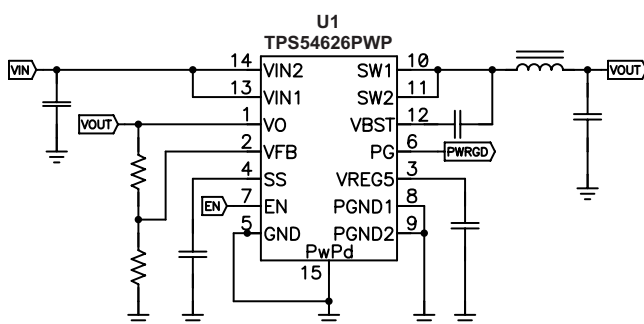 U1
TPS54626PWP
VIN
14 VIN2 SW1 10
13 VIN1 SW2 11
VOUT
VOUT 1 VO VBST 12
2 VFB PG 6 PWRGD
4 SS VREG5 3
EN 7 EN PGND1 8
5 GND PGND2 9
PwPd
15